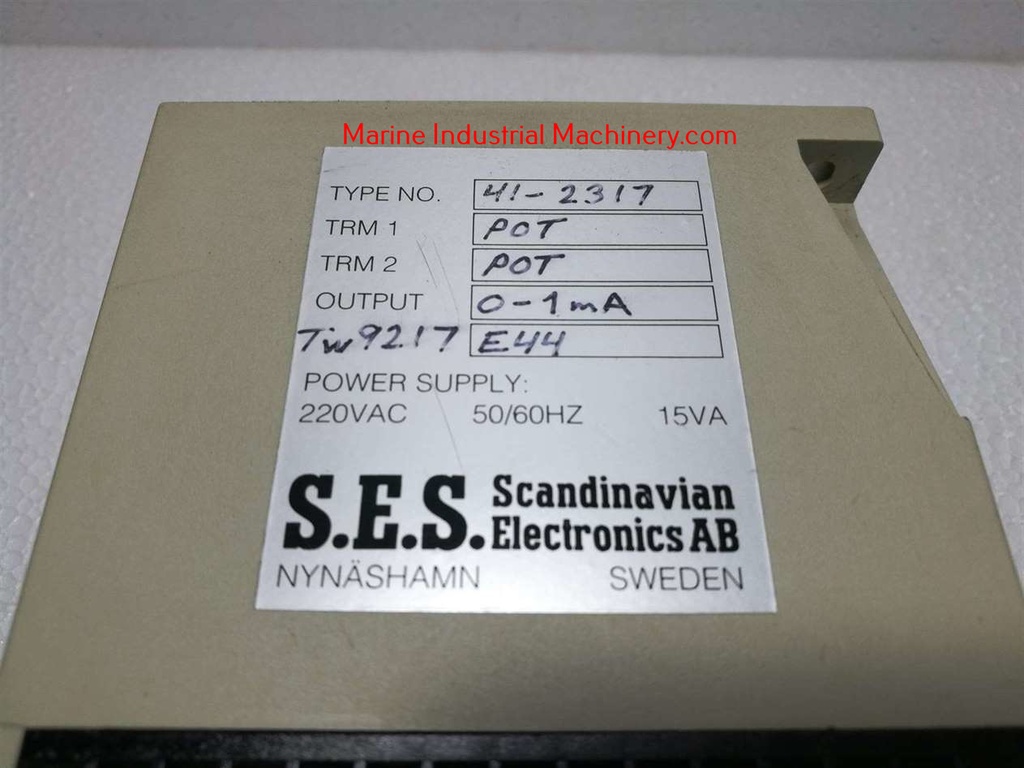 Marine Industrial Machinery.com
TYPE NO. 41-2317
TRM 1 POT
TRM 2 POT
OUTPUT 0-1mA
Tiw9217 E44
POWER SUPPLY:
220VAC 50/60HZ 15VA
S.E.S. Scandinavian
Electronics AB
NYNÄSHAMN SWEDEN